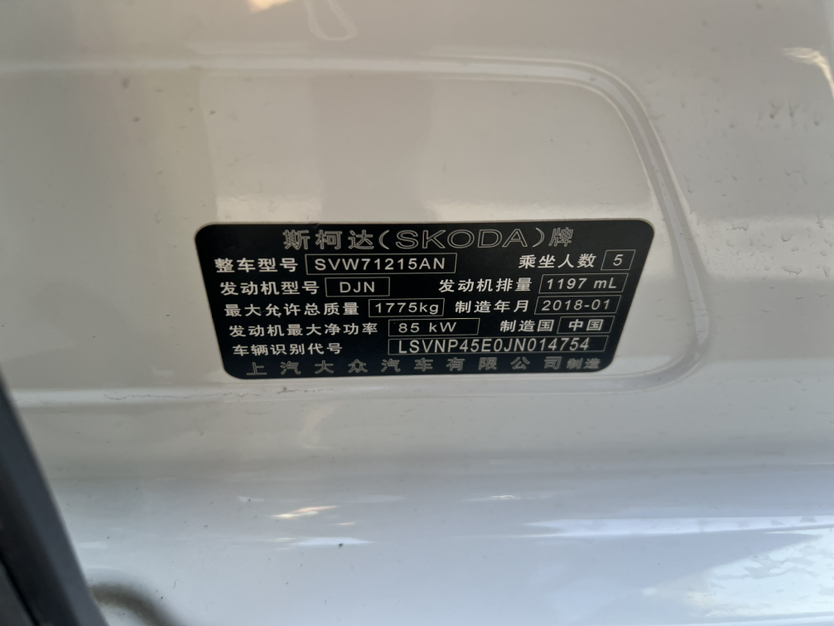 斯柯达(SKODA)牌
整车型号 SVW71215AN 乘坐人数 5
发动机型号 DJN 发动机排量 1197 mL
最大允许总质量 1775kg 制造年月 2018-01
发动机最大净功率 85 kW 制造国 中国
车辆识别代号 LSVNP45E0JN014754
上汽大众汽车有限公司制造